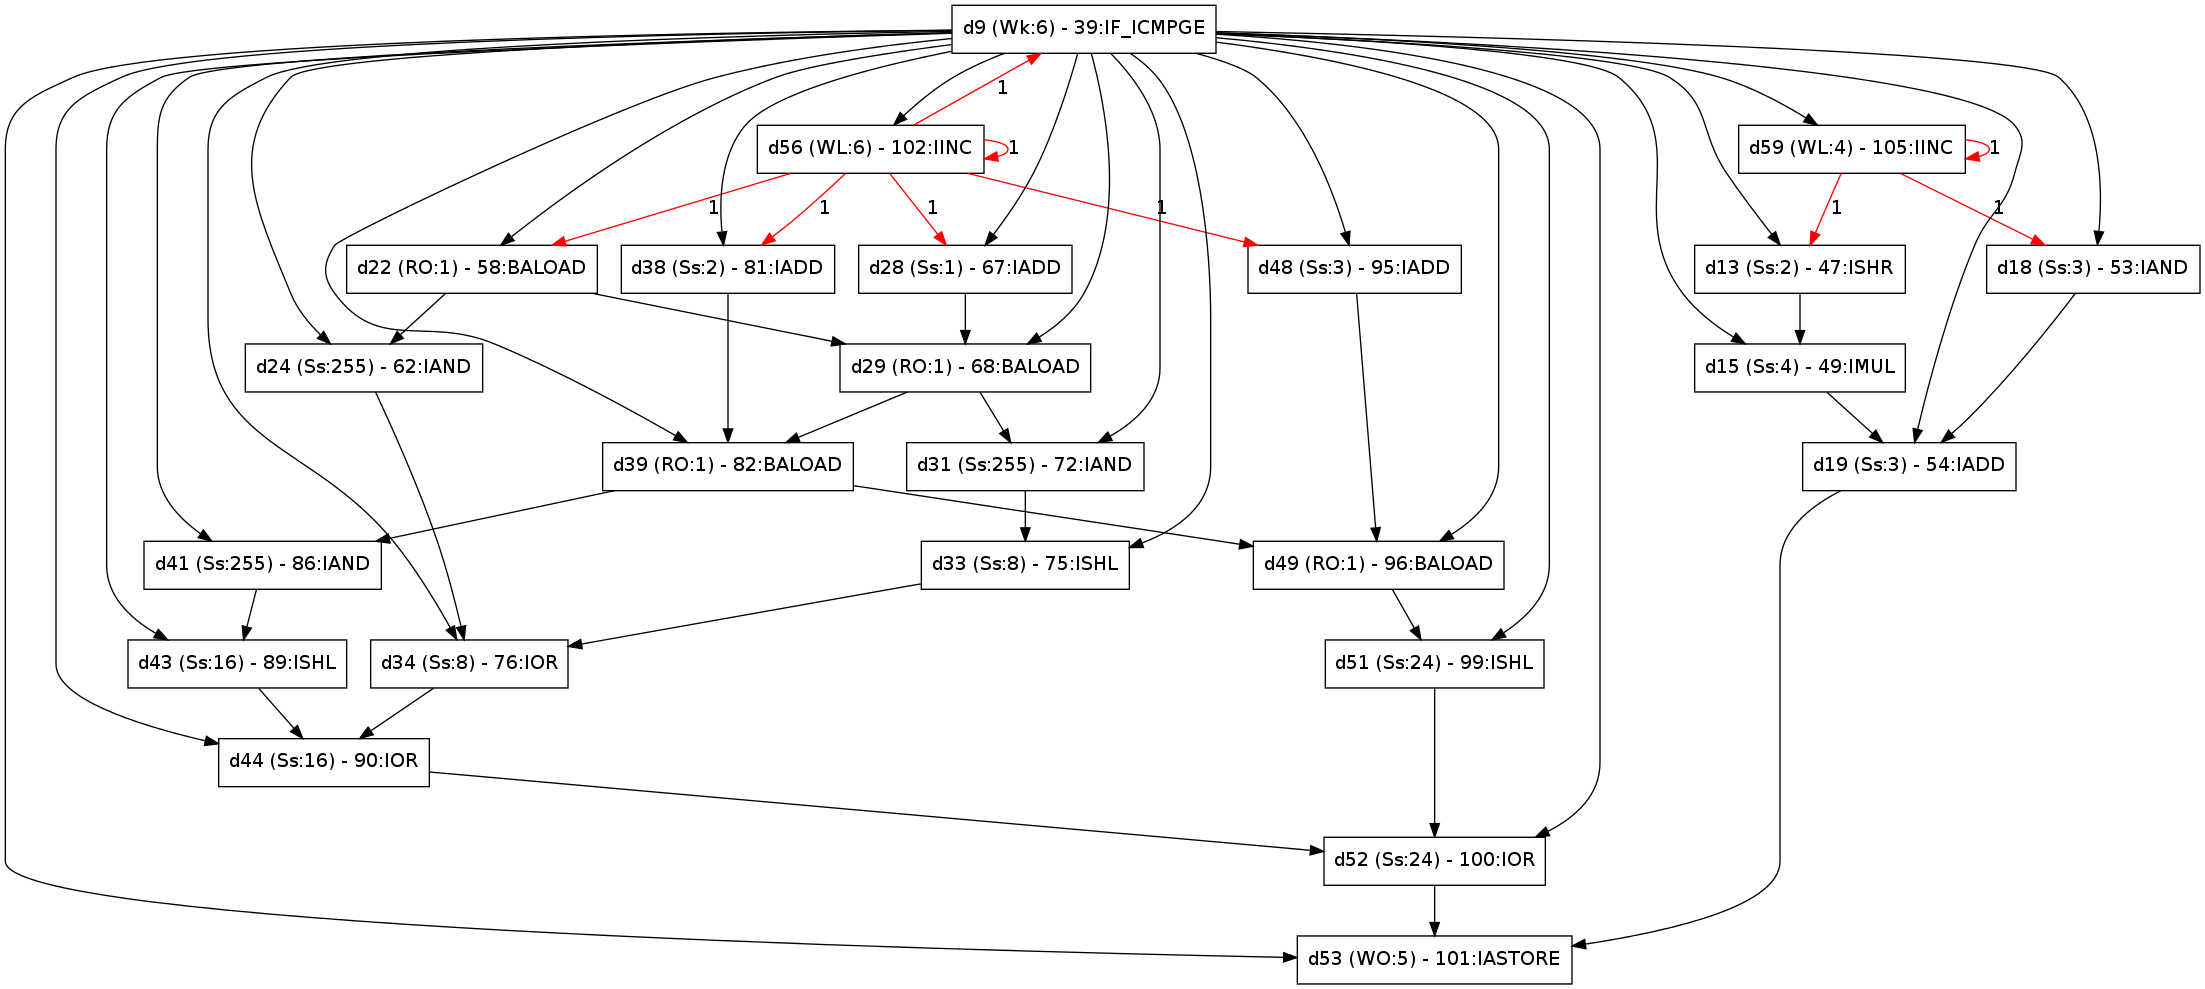 d9 (Wk:6) - 39:IF_ICMPGE
1
d56 (WL:6) - 102:IINC
1
d59 (WL:4) - 105:IINC
1
1
1
1
1
1
1
d22 (RO:1) - 58:BALOAD
d38 (Ss:2) - 81:IADD
d28 (Ss:1) - 67:IADD
d48 (Ss:3) - 95:IADD
d13 (Ss:2) - 47:ISHR
d18 (Ss:3) - 53:IAND
d24 (Ss:255) - 62:IAND
d29 (RO:1) - 68:BALOAD
d15 (Ss:4) - 49:IMUL
d39 (RO:1) - 82:BALOAD
d31 (Ss:255) - 72:IAND
d19 (Ss:3) - 54:IADD
d41 (Ss:255) - 86:IAND
d33 (Ss:8) - 75:ISHL
d49 (RO:1) - 96:BALOAD
d43 (Ss:16) - 89:ISHL
d34 (Ss:8) - 76:IOR
d51 (Ss:24) - 99:ISHL
d44 (Ss:16) - 90:IOR
d52 (Ss:24) - 100:IOR
d53 (WO:5) - 101:IASTORE